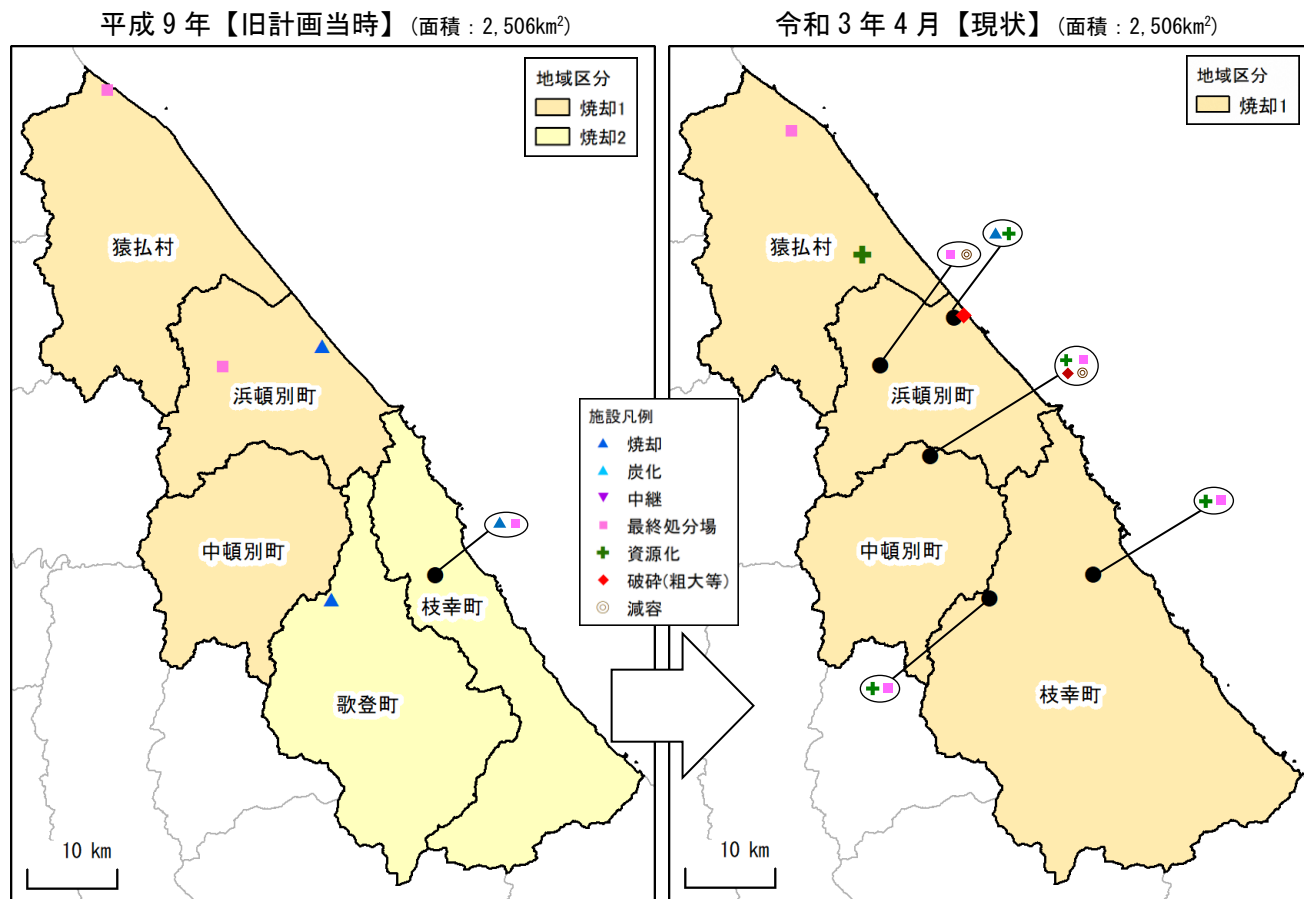 平成９年【旧計画当時】(面積：2,506km²)
地域区分
焼却1
焼却2
猿払村
浜頓別町
中頓別町
枝幸町
歌登町
10 km
施設凡例
焼却
炭化
中継
最終処分場
資源化
破砕(粗大等)
減容
令和３年４月【現状】(面積：2,506km²)
地域区分
焼却1
猿払村
浜頓別町
中頓別町
枝幸町
10 km